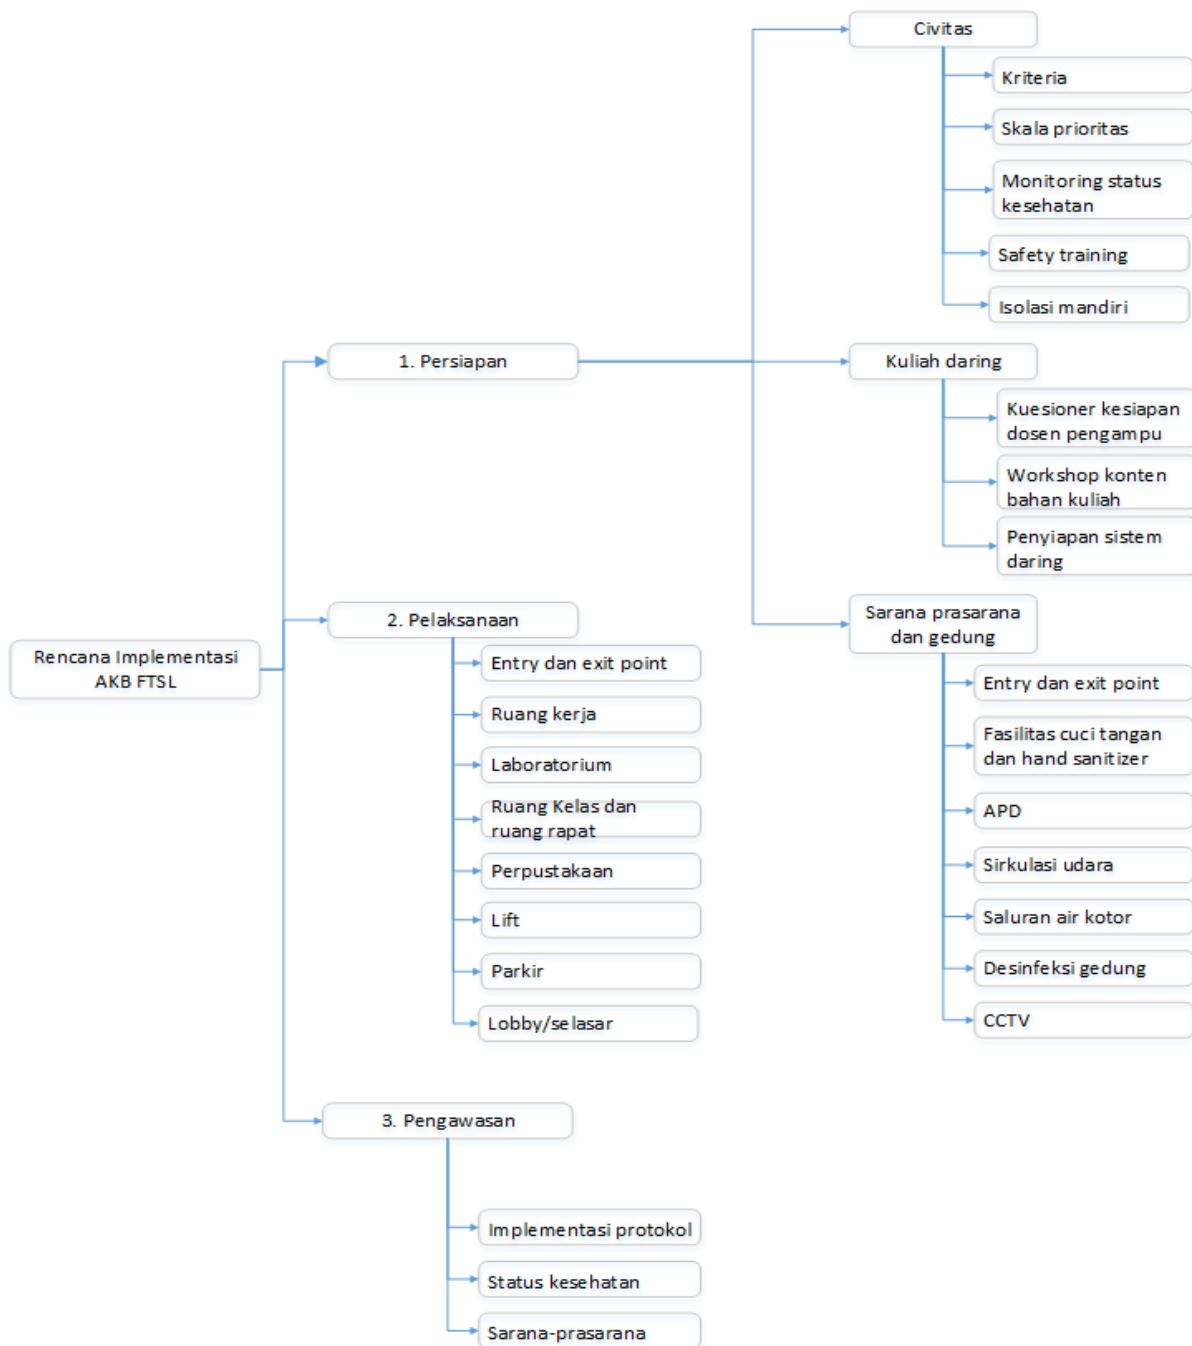 Rencana Implementasi
AKB FTSL
1. Persiapan
Civitas
Kriteria
Skala prioritas
Monitoring status
kesehatan
Safety training
Isolasi mandiri
Kuliah daring
Kuesioner kesiapan
dosen pengampu
Workshop konten
bahan kuliah
Penyiapan sistem
daring
Sarana prasarana
dan gedung
Entry dan exit point
Fasilitas cuci tangan
dan hand sanitizer
APD
Sirkulasi udara
Saluran air kotor
Desinfeksi gedung
CCTV
2. Pelaksanaan
Entry dan exit point
Ruang kerja
Laboratorium
Ruang Kelas dan
ruang rapat
Perpustakaan
Lift
Parkir
Lobby/selasar
3. Pengawasan
Implementasi protokol
Status kesehatan
Sarana-prasarana